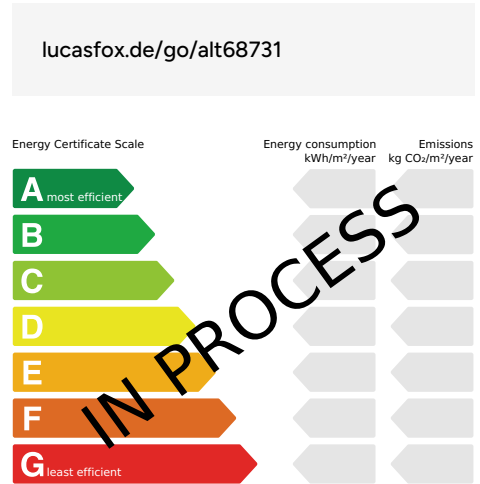 lucasfox.de/go/alt68731
Energy Certificate Scale
Energy consumption
kWh/m²/year
Emissions
kg CO₂/m²/year
A most efficient
B
C
D
E
F
G least efficient
IN PROCESS